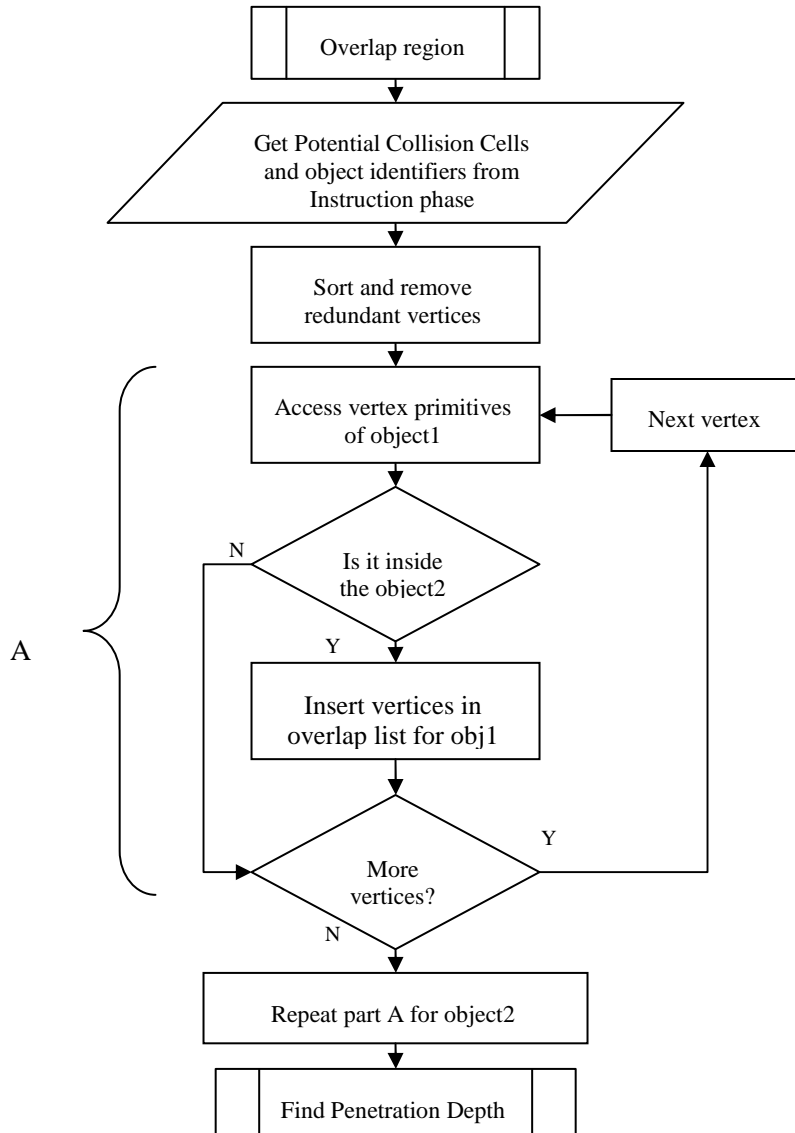 Overlap region
Get Potential Collision Cells
and object identifiers from
Instruction phase
Sort and remove
redundant vertices
Access vertex primitives
of object1
Next vertex
N
Is it inside
the object2
Y
A
Insert vertices in
overlap list for obj1
Y
More
vertices?
N
Repeat part A for object2
Find Penetration Depth